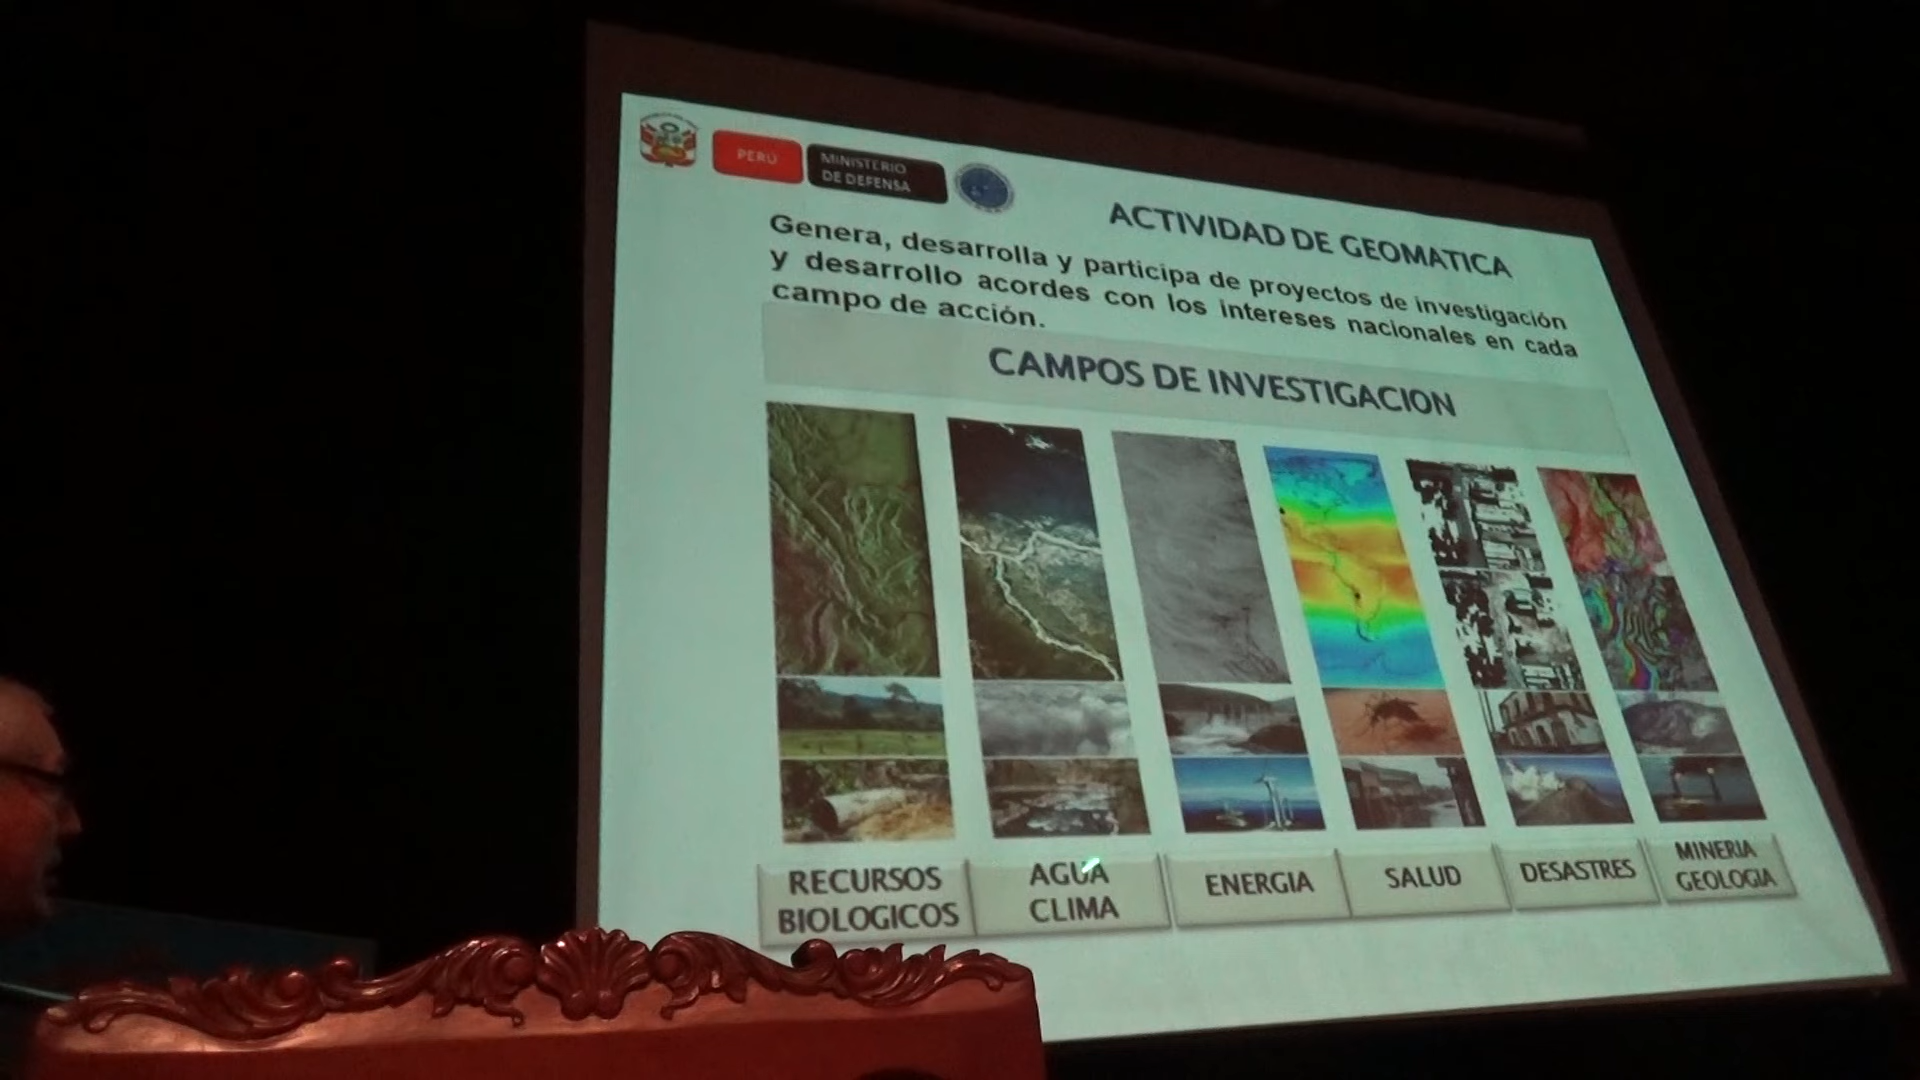 PERÚ
MINISTERIO
DE DEFENSA
ACTIVIDAD DE GEOMATICA
Genera, desarrolla y participa de proyectos de investigación
y desarrollo acordes con los intereses nacionales en cada
campo de acción.
CAMPOS DE INVESTIGACION
RECURSOS
BIOLOGICOS
AGUA
CLIMA
ENERGIA
SALUD
DESASTRES
MINERIA
GEOLOGIA